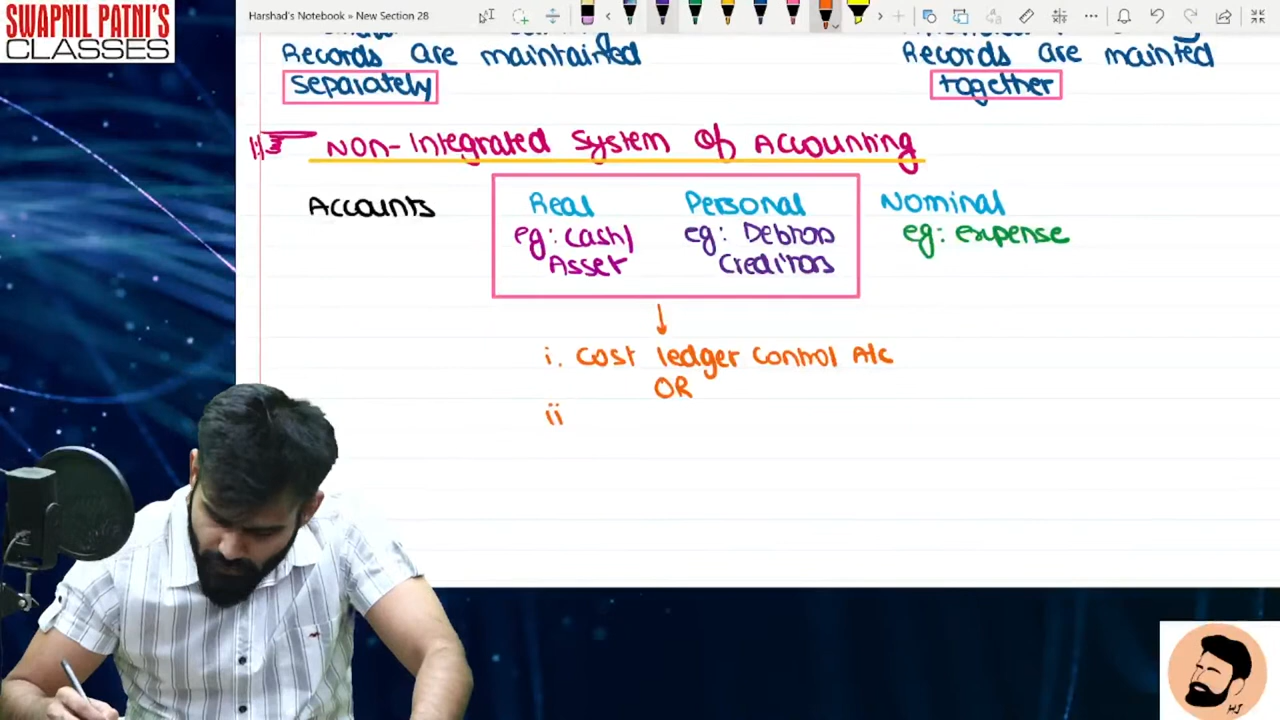 SWAPNIL PATNI'S
CLASSES
Harshad's Notebook » New Section 28
Records are maintained
separately
Records are mainted
together
1) Non-Integrated System of Accounting
Accounts
Real
eg: Cash/
Asset
Personal
eg: Debtors
Creditors
Nominal
eg: expense
i. Cost ledger Control A/c
OR
ii
HJ